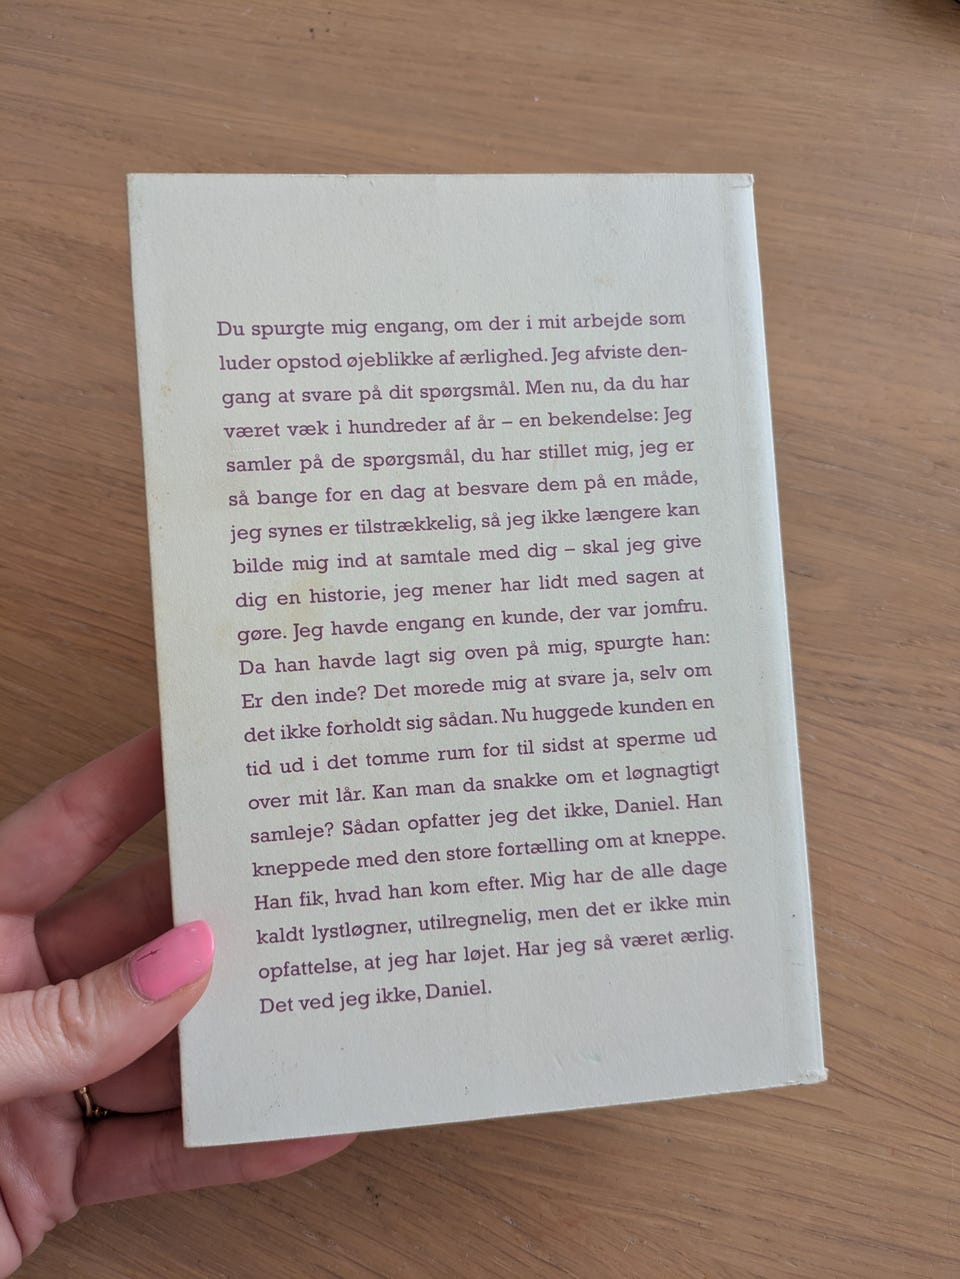 Du spurgte mig engang, om der i mit arbejde som
luder opstod øjeblikke af ærlighed. Jeg afviste den-
gang at svare på dit spørgsmål. Men nu, da du har
været væk i hundreder af år – en bekendelse: Jeg
samler på de spørgsmål, du har stillet mig, jeg er
så bange for en dag at besvare dem på en måde,
jeg synes er tilstrækkelig, så jeg ikke længere kan
bilde mig ind at samtale med dig – skal jeg give
dig en historie, jeg mener har lidt med sagen at
gøre. Jeg havde engang en kunde, der var jomfru.
Da han havde lagt sig oven på mig, spurgte han:
Er den inde? Det morede mig at svare ja, selv om
det ikke forholdt sig sådan. Nu huggede kunden en
tid ud i det tomme rum for til sidst at sperme ud
over mit lår. Kan man da snakke om et løgnagtigt
samleje? Sådan opfatter jeg det ikke, Daniel. Han
kneppede med den store fortælling om at kneppe.
Han fik, hvad han kom efter. Mig har de alle dage
kaldt lystløgner, utilregnelig, men det er ikke min
opfattelse, at jeg har løjet. Har jeg så været ærlig.
Det ved jeg ikke, Daniel.